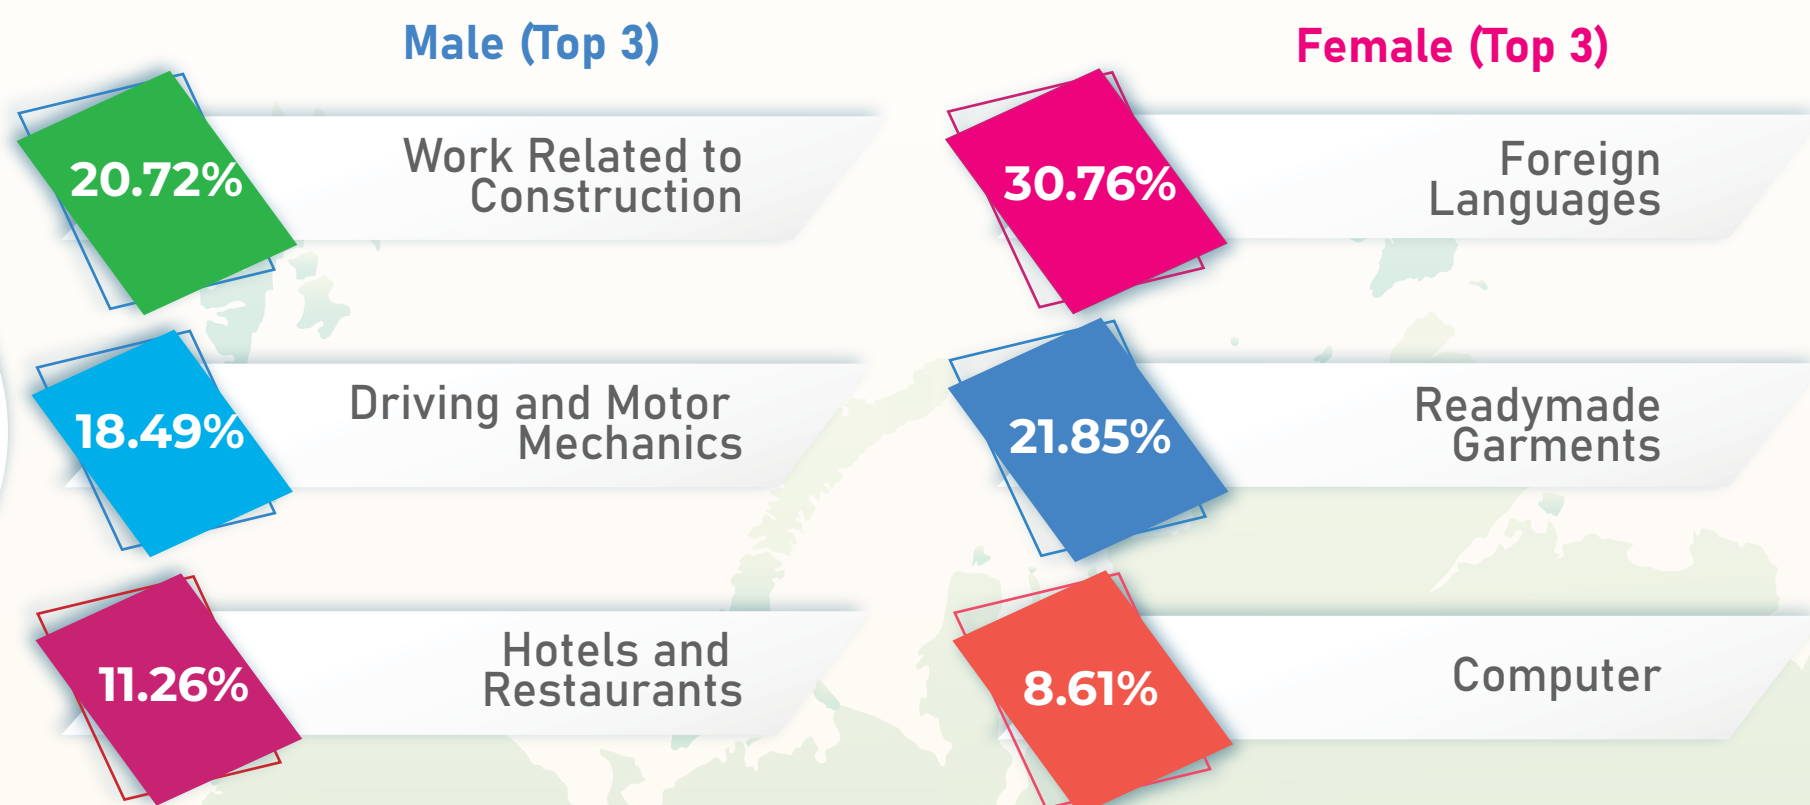 Male (Top 3)
20.72%
Work Related to
Construction
18.49%
Driving and Motor
Mechanics
11.26%
Hotels and
Restaurants
Female (Top 3)
30.76%
Foreign
Languages
21.85%
Readymade
Garments
8.61%
Computer